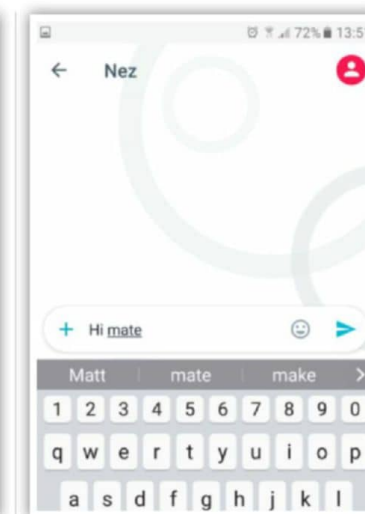 72% 13:5
Nez
Hi mate
Matt mate make
1 2 3 4 5 6 7 8 9 0
q w e r t y u i o p
a s d f g h j k l